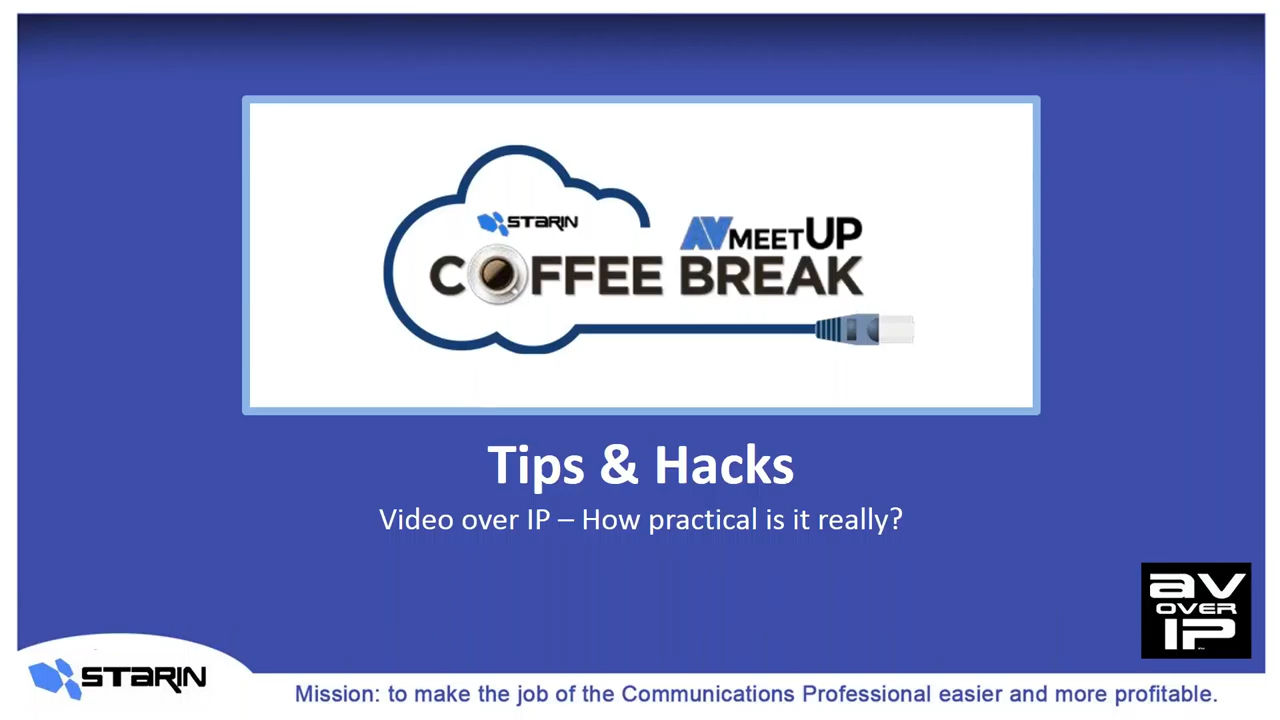 STARIN
AV MEETUP
COFFEE BREAK
Tips & Hacks
Video over IP – How practical is it really?
av
OVER
IP
STARIN
Mission: to make the job of the Communications Professional easier and more profitable.